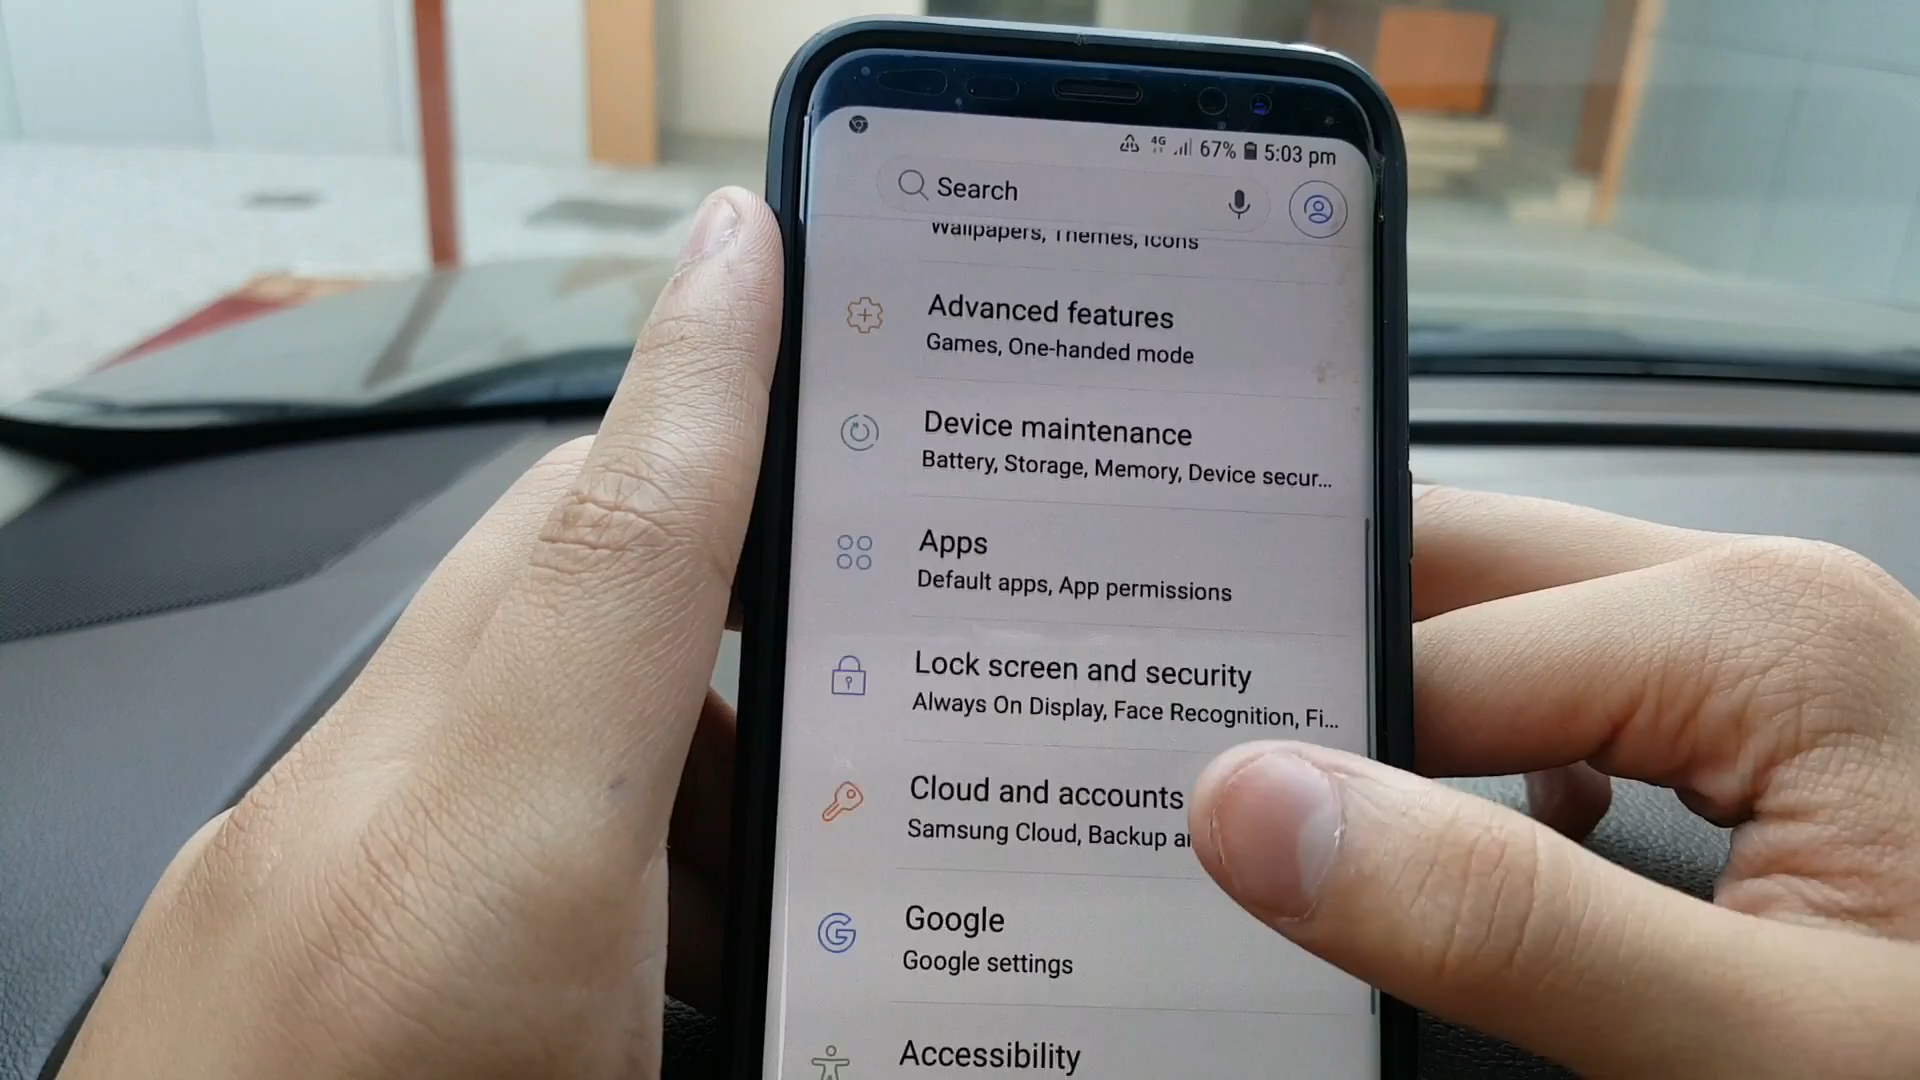 4G 67% 5:03 pm
Search
Wallpapers, Themes, Icons
Advanced features
Games, One-handed mode
Device maintenance
Battery, Storage, Memory, Device secur...
Apps
Default apps, App permissions
Lock screen and security
Always On Display, Face Recognition, Fi...
Cloud and accounts
Samsung Cloud, Backup
Google
Google settings
Accessibility